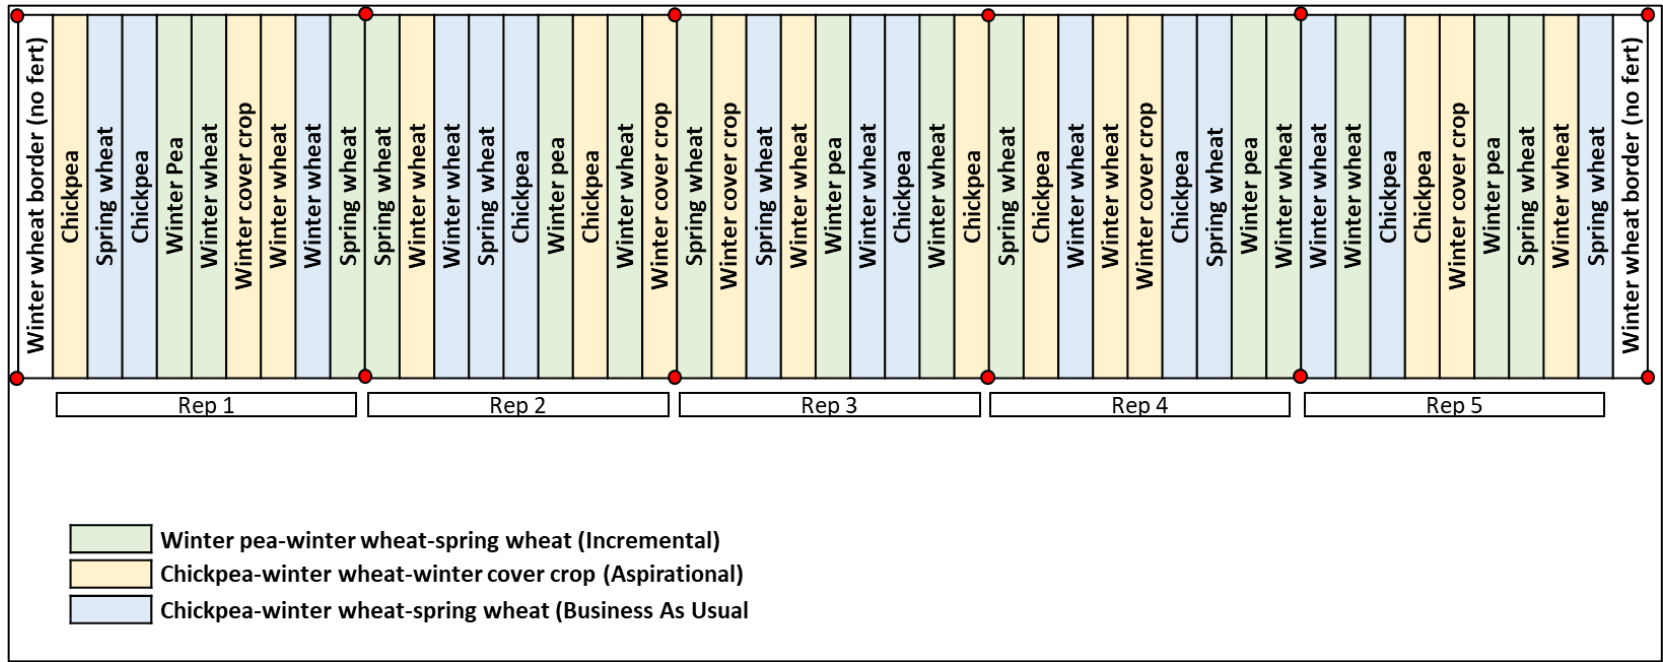 Winter wheat border (no fert)
Chickpea
Spring wheat
Chickpea
Winter Pea
Winter wheat
Winter cover crop
Winter wheat
Winter wheat
Spring wheat
Spring wheat
Winter wheat
Winter wheat
Spring wheat
Chickpea
Winter pea
Chickpea
Winter wheat
Winter cover crop
Spring wheat
Winter cover crop
Spring wheat
Winter wheat
Winter pea
Winter wheat
Chickpea
Winter wheat
Chickpea
Spring wheat
Chickpea
Winter wheat
Winter wheat
Winter cover crop
Chickpea
Spring wheat
Winter pea
Winter wheat
Winter wheat
Winter wheat
Chickpea
Chickpea
Winter cover crop
Winter pea
Spring wheat
Winter wheat
Spring wheat
Winter wheat border (no fert)
Rep 1
Rep 2
Rep 3
Rep 4
Rep 5
Winter pea-winter wheat-spring wheat (Incremental)
Chickpea-winter wheat-winter cover crop (Aspirational)
Chickpea-winter wheat-spring wheat (Business As Usual